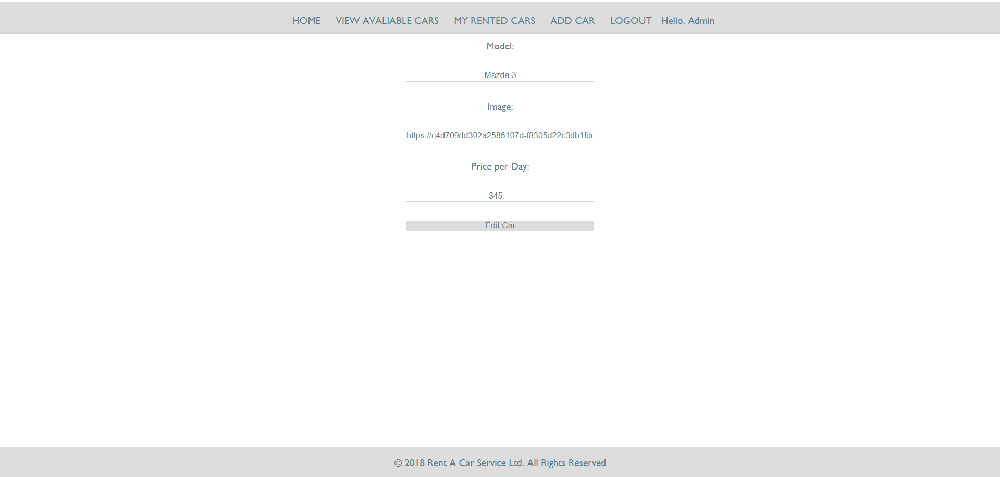 HOME VIEW AVALIABLE CARS MY RENTED CARS ADD CAR LOGOUT Hello, Admin
Model:
Mazda 3
Image:
https://c4d709dd302a2586107d-f8305d22c3db1fdc
Price per Day:
345
Edit Car
© 2018 Rent A Car Service Ltd. All Rights Reserved